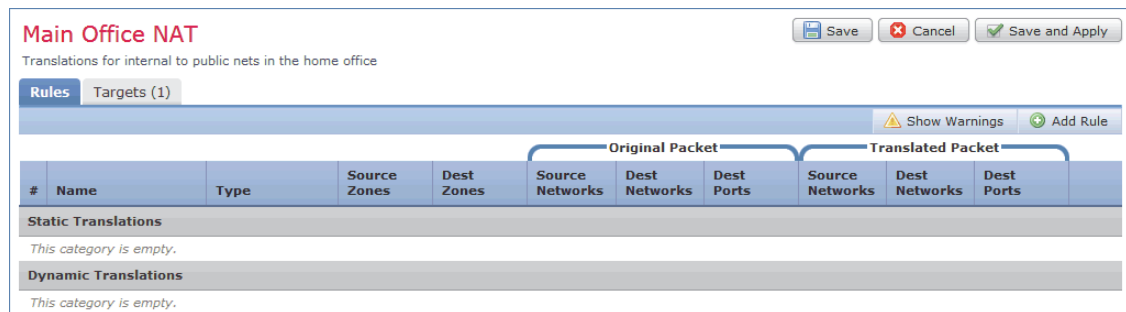 Main Office NAT
Save
Cancel
Save and Apply
Translations for internal to public nets in the home office
Rules
Targets (1)
Show Warnings
Add Rule
Original Packet
Translated Packet
# Name Type Source Zones Dest Zones Source Networks Dest Networks Dest Ports Source Networks Dest Networks Dest Ports
Static Translations
This category is empty.
Dynamic Translations
This category is empty.